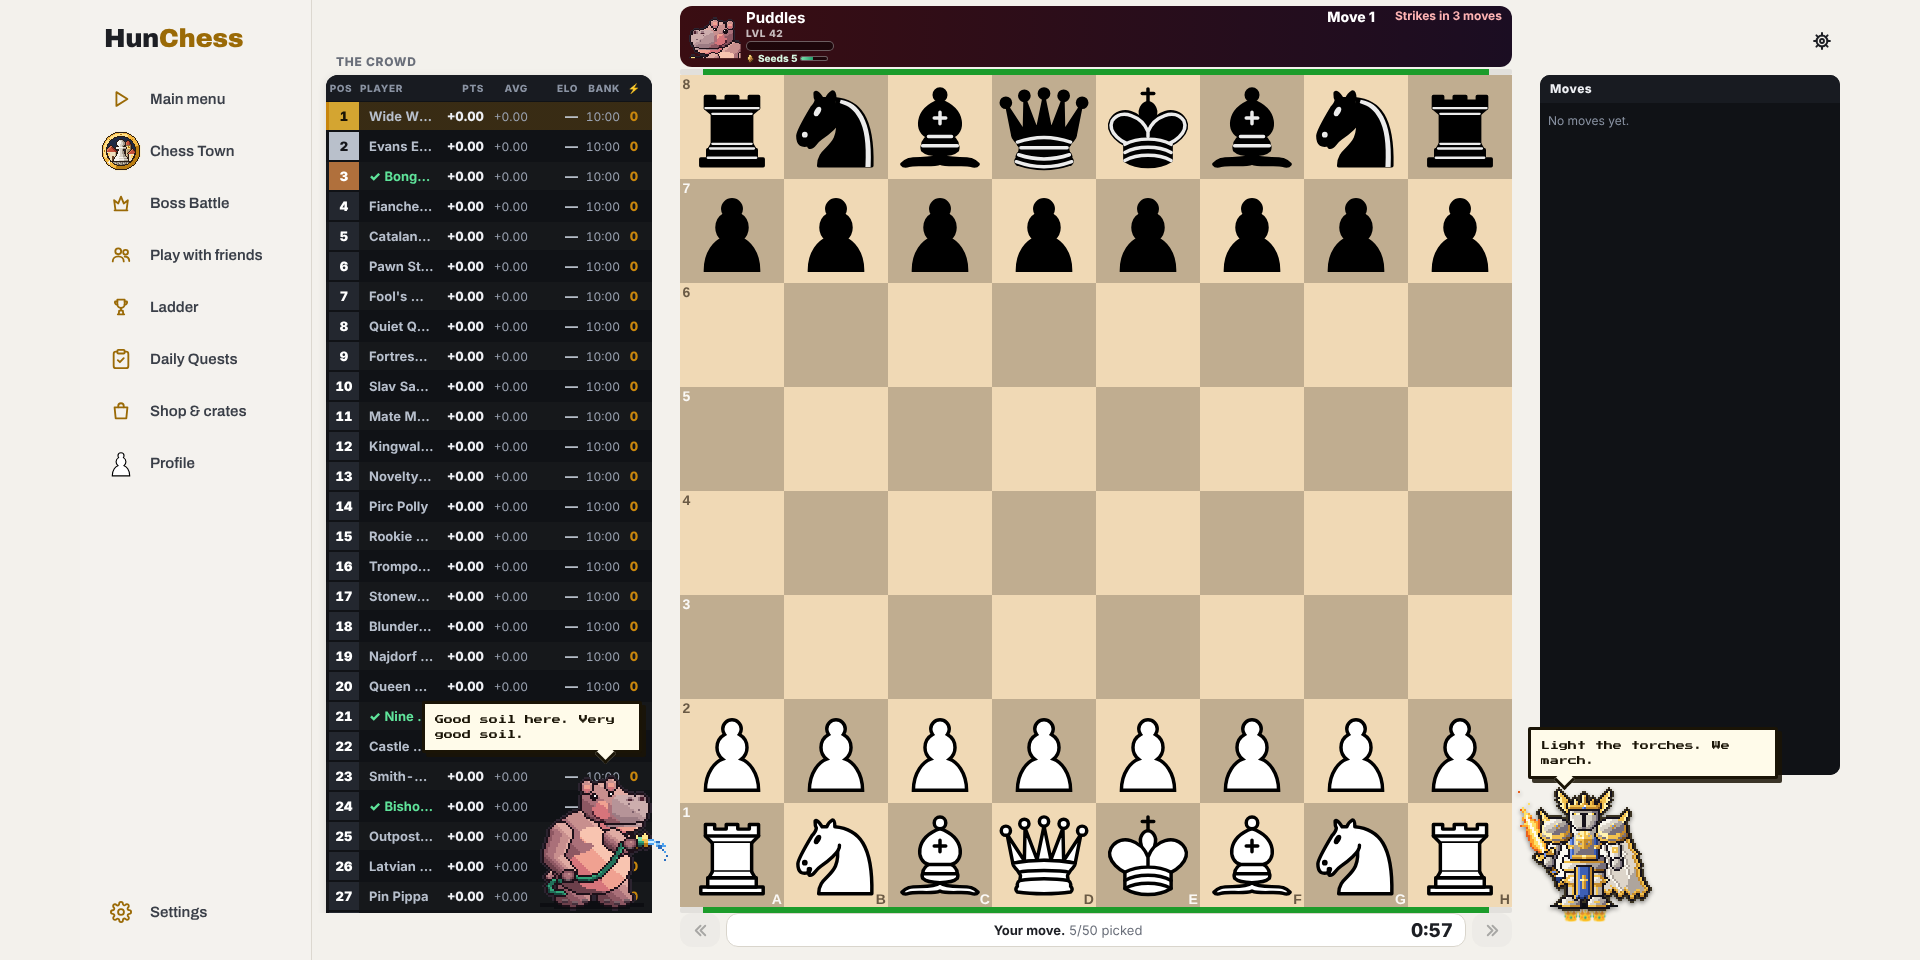 HunChess
Main menu
Chess Town
Boss Battle
Play with friends
Ladder
Daily Quests
Shop & crates
Profile
Settings
THE CROWD
POS PLAYER PTS AVG ELO BANK
1 Wide W... +0.00 +0.00 — 10:00 0
2 Evans E... +0.00 +0.00 — 10:00 0
3 ✓ Bong... +0.00 +0.00 — 10:00 0
4 Fianche... +0.00 +0.00 — 10:00 0
5 Catalan... +0.00 +0.00 — 10:00 0
6 Pawn St... +0.00 +0.00 — 10:00 0
7 Fool's ... +0.00 +0.00 — 10:00 0
8 Quiet Q... +0.00 +0.00 — 10:00 0
9 Fortres... +0.00 +0.00 — 10:00 0
10 Slav Sa... +0.00 +0.00 — 10:00 0
11 Mate M... +0.00 +0.00 — 10:00 0
12 Kingwal... +0.00 +0.00 — 10:00 0
13 Novelty... +0.00 +0.00 — 10:00 0
14 Pirc Polly +0.00 +0.00 — 10:00 0
15 Rookie ... +0.00 +0.00 — 10:00 0
16 Trompo... +0.00 +0.00 — 10:00 0
17 Stonew... +0.00 +0.00 — 10:00 0
18 Blunder... +0.00 +0.00 — 10:00 0
19 Najdorf ... +0.00 +0.00 — 10:00 0
20 Queen ... +0.00 +0.00 — 10:00 0
21 ✓ Nine .
22 Castle ..
23 Smith-... +0.00 +0.00 — 10:00 0
24 ✓ Bisho... +0.00 +0.00
25 Outpost... +0.00 +0.00
26 Latvian ... +0.00 +0.00
27 Pin Pippa +0.00 +0.00
Good soil here. Very
good soil.
Puddles
LVL 42
Seeds 5
Move 1 Strikes in 3 moves
8
7
6
5
4
3
2
1
A B C D E F G H
Your move. 5/50 picked 0:57
Moves
No moves yet.
Light the torches. We
march.